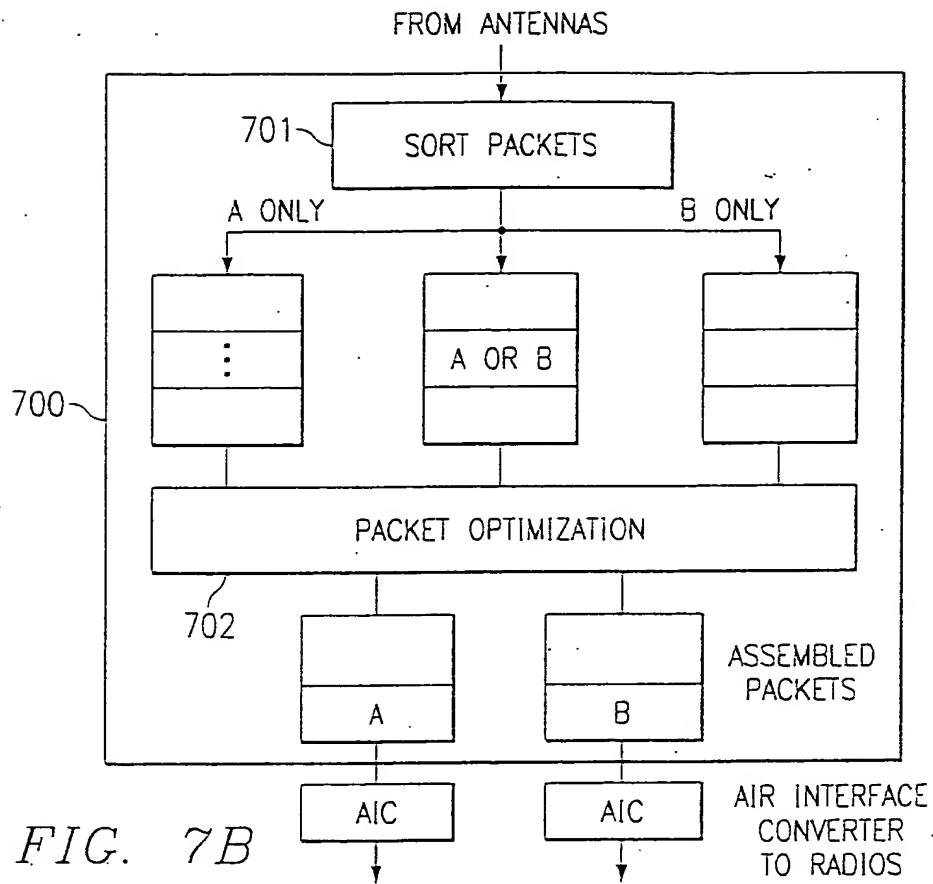 FROM ANTENNAS
701
SORT PACKETS
A ONLY
B ONLY
A OR B
700
PACKET OPTIMIZATION
702
ASSEMBLED
PACKETS
A
B
AIC
AIC
AIR INTERFACE
CONVERTER
TO RADIOS
FIG. 7B